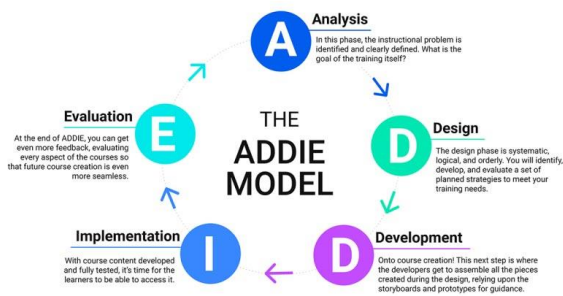 A
Analysis
In this phase, the instructional problem is
identified and clearly defined. What is the
goal of the training itself?
D
Design
The design phase is systematic,
logical, and orderly. You will identify,
develop, and evaluate a set of
planned strategies to meet your
training needs.
D
Development
Onto course creation! This next step is where
the developers get to assemble all the pieces
created during the design, relying upon the
storyboards and prototypes for guidance.
I
Implementation
With course content developed
and fully tested, it's time for the
learners to be able to access it.
E
Evaluation
At the end of ADDIE, you can get
even more feedback, evaluating
every aspect of the courses so
that future course creation is even
more seamless.
THE
ADDIE
MODEL